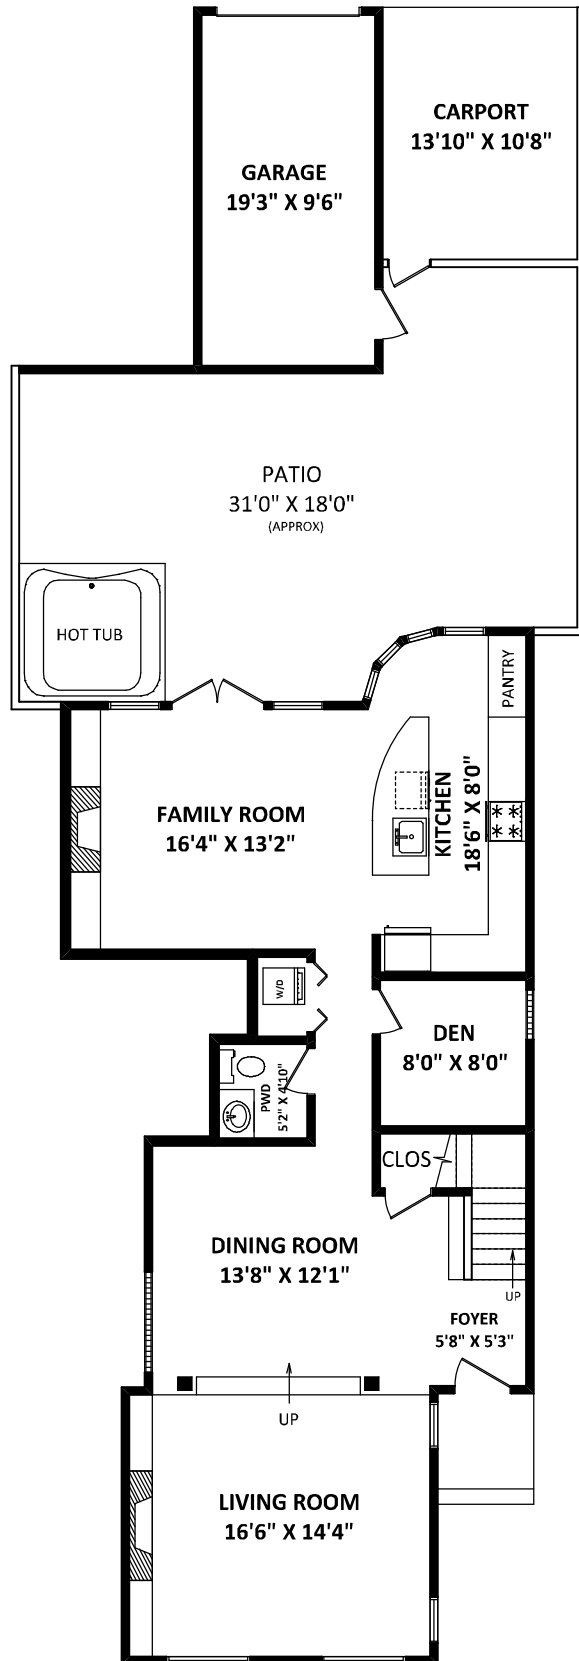 CARPORT
13'10" X 10'8"
GARAGE
19'3" X 9'6"
PATIO
31'0" X 18'0"
(APPROX)
HOT TUB
PANTRY
KITCHEN
18'6" X 8'0"
FAMILY ROOM
16'4" X 13'2"
W/D
DEN
8'0" X 8'0"
PWD
5'2" X 4'10"
CLOS
DINING ROOM
13'8" X 12'1"
UP
FOYER
5'8" X 5'3"
UP
LIVING ROOM
16'6" X 14'4"